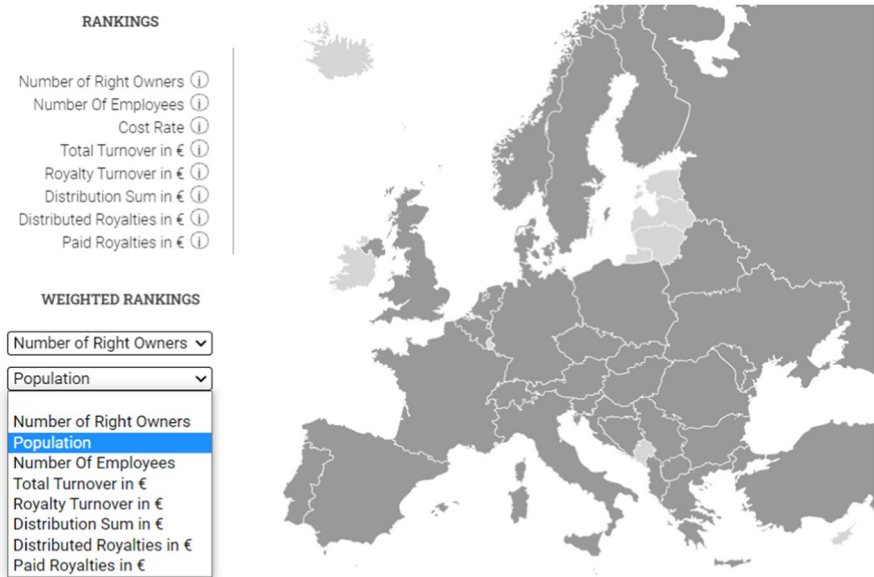 RANKINGS
Number of Right Owners i
Number Of Employees i
Cost Rate i
Total Turnover in € i
Royalty Turnover in € i
Distribution Sum in € i
Distributed Royalties in € i
Paid Royalties in € i
WEIGHTED RANKINGS
Number of Right Owners
Population
Number of Right Owners
Population
Number Of Employees
Total Turnover in €
Royalty Turnover in €
Distribution Sum in €
Distributed Royalties in €
Paid Royalties in €